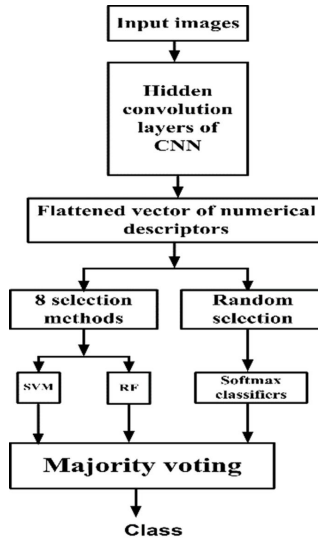 Input images
Hidden
convolution
layers of
CNN
Flattened vector of numerical
descriptors
8 selection
methods
Random
selection
SVM
RF
Softmax
classifiers
Majority voting
Class